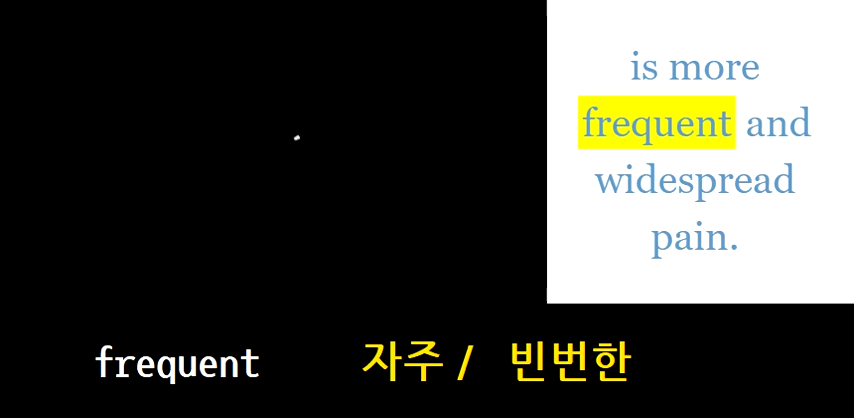 is more
frequent and
widespread
pain.
frequent 자주 / 빈번한